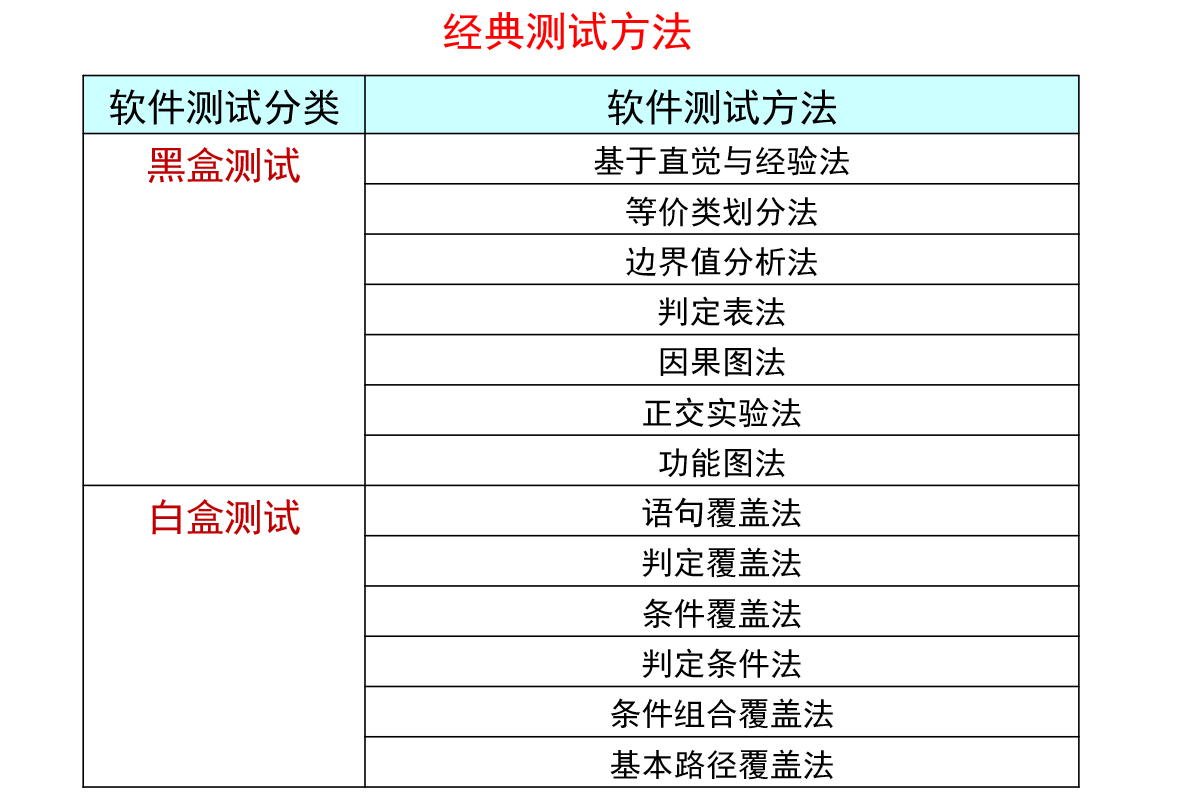 经典测试方法
软件测试分类 软件测试方法
黑盒测试 基于直觉与经验法
等价类划分法
边界值分析法
判定表法
因果图法
正交实验法
功能图法
白盒测试 语句覆盖法
判定覆盖法
条件覆盖法
判定条件法
条件组合覆盖法
基本路径覆盖法